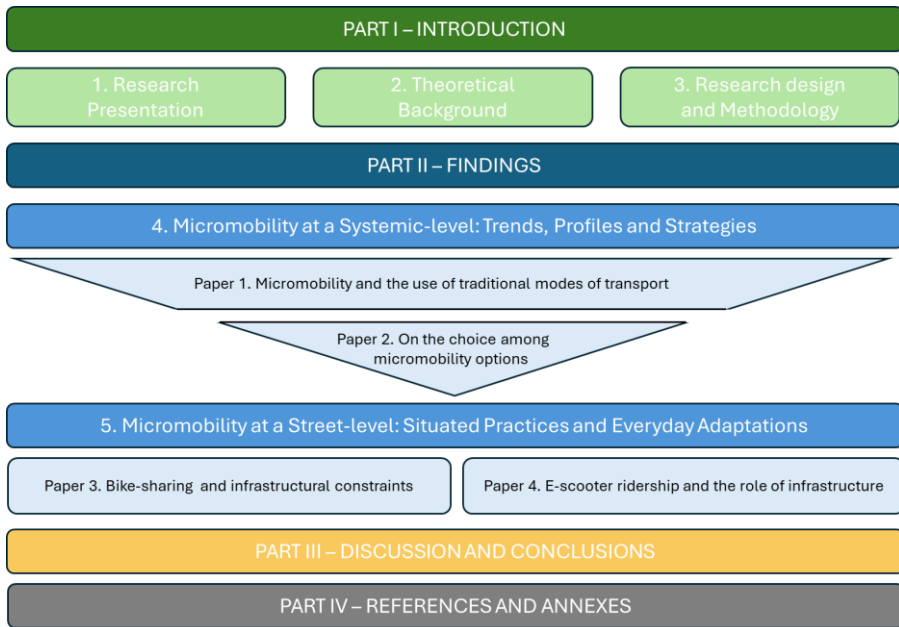 PART I – INTRODUCTION
1. Research
Presentation
2. Theoretical
Background
3. Research design
and Methodology
PART II – FINDINGS
4. Micromobility at a Systemic-level: Trends, Profiles and Strategies
Paper 1. Micromobility and the use of traditional modes of transport
Paper 2. On the choice among
micromobility options
5. Micromobility at a Street-level: Situated Practices and Everyday Adaptations
Paper 3. Bike-sharing and infrastructural constraints
Paper 4. E-scooter ridership and the role of infrastructure
PART III – DISCUSSION AND CONCLUSIONS
PART IV – REFERENCES AND ANNEXES